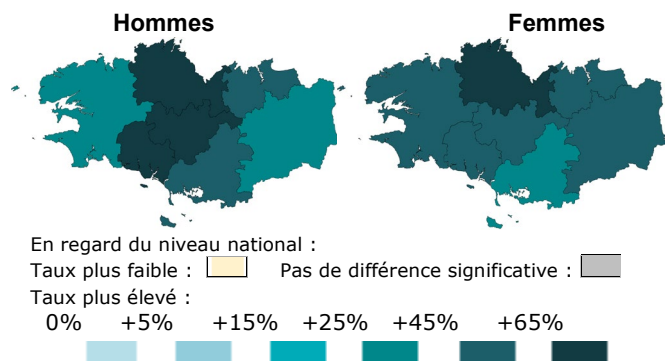 Hommes Femmes
En regard du niveau national :
Taux plus faible : Pas de différence significative :
Taux plus élevé :
0% +5% +15% +25% +45% +65%